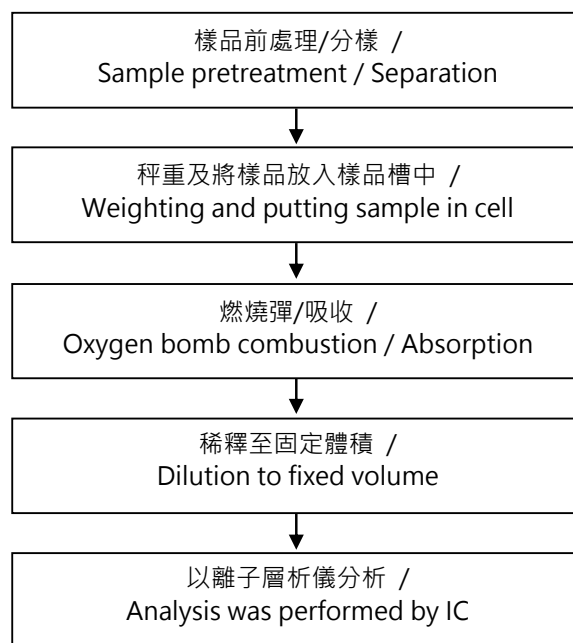 樣品前處理/分樣 /
Sample pretreatment / Separation
秤重及將樣品放入樣品槽中 /
Weighting and putting sample in cell
燃燒彈/吸收 /
Oxygen bomb combustion / Absorption
稀釋至固定體積 /
Dilution to fixed volume
以離子層析儀分析 /
Analysis was performed by IC